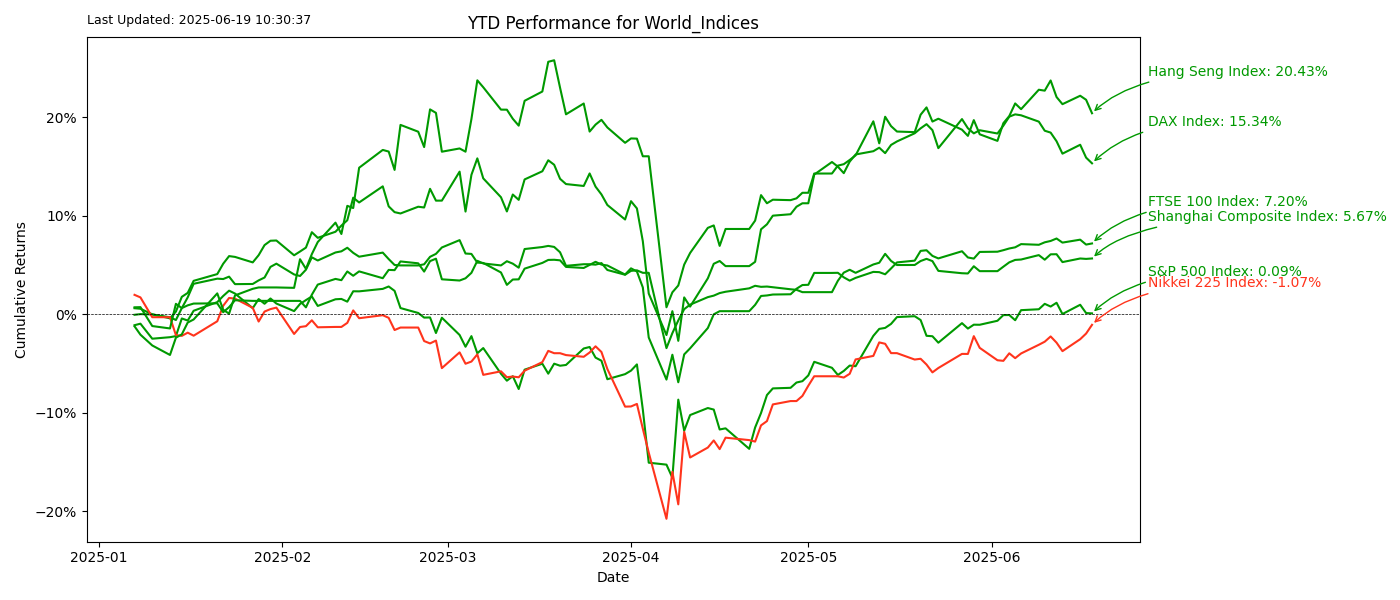 Last Updated: 2025-06-19 10:30:37
YTD Performance for World_Indices
Hang Seng Index: 20.43%
DAX Index: 15.34%
FTSE 100 Index: 7.20%
Shanghai Composite Index: 5.67%
S&P 500 Index: 0.09%
Nikkei 225 Index: -1.07%
Cumulative Returns
20%
10%
0%
−10%
−20%
2025-01
2025-02
2025-03
2025-04
2025-05
2025-06
Date